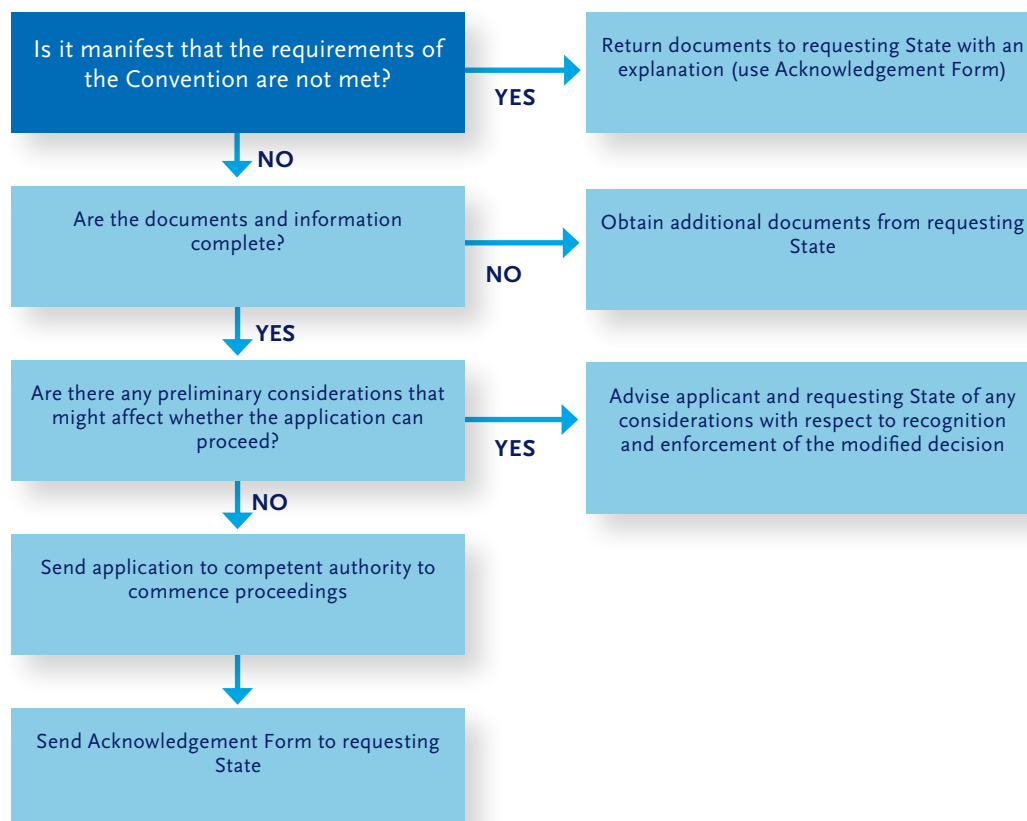 Is it manifest that the requirements of
the Convention are not met?
YES
Return documents to requesting State with an
explanation (use Acknowledgement Form)
NO
Are the documents and information
complete?
NO
Obtain additional documents from requesting
State
YES
Are there any preliminary considerations that
might affect whether the application can
proceed?
YES
Advise applicant and requesting State of any
considerations with respect to recognition
and enforcement of the modified decision
NO
Send application to competent authority to
commence proceedings
Send Acknowledgement Form to requesting
State